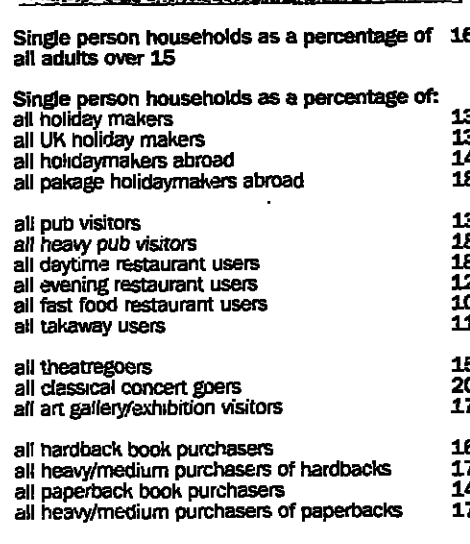 Single person households as a percentage of 16
all adults over 15
Single person households as a percentage of:
all holiday makers 13
all UK holiday makers 13
all holidaymakers abroad 14
all pakage holidaymakers abroad 18
all pub visitors 13
all heavy pub visitors 18
all daytime restaurant users 18
all evening restaurant users 12
all fast food restaurant users 10
all takaway users 11
all theatregoers 15
all classical concert goers 20
all art gallery/exhibition visitors 17
all hardback book purchasers 16
all heavy/medium purchasers of hardbacks 17
all paperback book purchasers 14
all heavy/medium purchasers of paperbacks 17